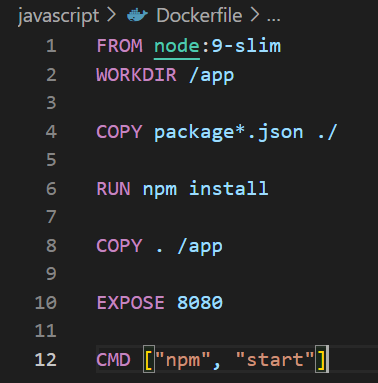 javascript > Dockerfile > ...
1 FROM node:9-slim
2 WORKDIR /app
3
4 COPY package*.json ./
5
6 RUN npm install
7
8 COPY . /app
9
10 EXPOSE 8080
11
12 CMD ["npm", "start"]